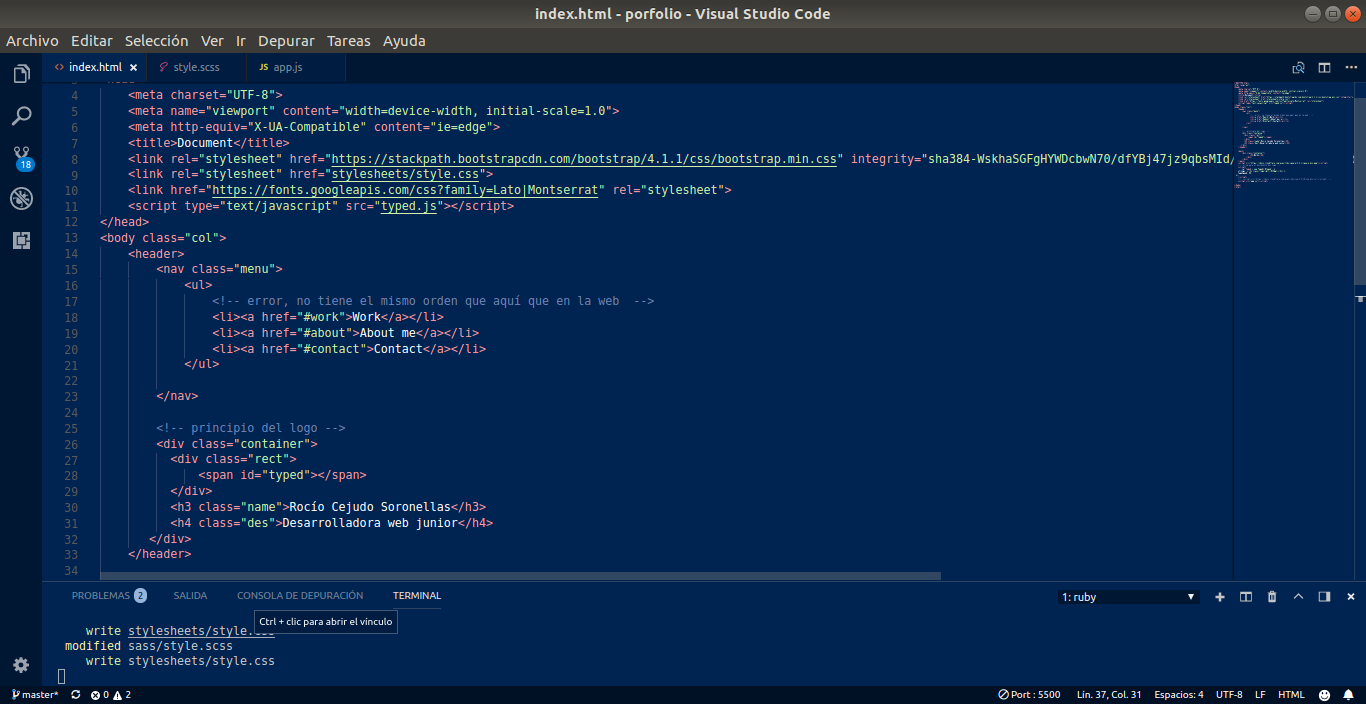 index.html - porfolio - Visual Studio Code
Archivo Editar Selección Ver Ir Depurar Tareas Ayuda
index.html style.scss JS app.js
18
4 <meta charset="UTF-8">
5 <meta name="viewport" content="width=device-width, initial-scale=1.0">
6 <meta http-equiv="X-UA-Compatible" content="ie=edge">
7 <title>Document</title>
8 <link rel="stylesheet" href="https://stackpath.bootstrapcdn.com/bootstrap/4.1.1/css/bootstrap.min.css" integrity="sha384-WskhaSGFgHYWDcbwN70/dfYBj47jz9qbsMId/
9 <link rel="stylesheet" href="stylesheets/style.css">
10 <link href="https://fonts.googleapis.com/css?family=Lato|Montserrat" rel="stylesheet">
11 <script type="text/javascript" src="typed.js"></script>
12 </head>
13 <body class="col">
14 <header>
15 <nav class="menu">
16 <ul>
17 <!-- error, no tiene el mismo orden que aquí que en la web -->
18 <li><a href="#work">Work</a></li>
19 <li><a href="#about">About me</a></li>
20 <li><a href="#contact">Contact</a></li>
21 </ul>
22
23 </nav>
24
25 <!-- principio del logo -->
26 <div class="container">
27 <div class="rect">
28 <span id="typed"></span>
29 </div>
30 <h3 class="name">Rocío Cejudo Soronellas</h3>
31 <h4 class="des">Desarrolladora web junior</h4>
32 </div>
33 </header>
34
PROBLEMAS 2 SALIDA CONSOLA DE DEPURACIÓN TERMINAL 1: ruby
Ctrl + clic para abrir el vínculo
write stylesheets/style.css
modified sass/style.scss
write stylesheets/style.css
master* 0 2 Port : 5500 Lín. 37, Col. 31 Espacios: 4 UTF-8 LF HTML